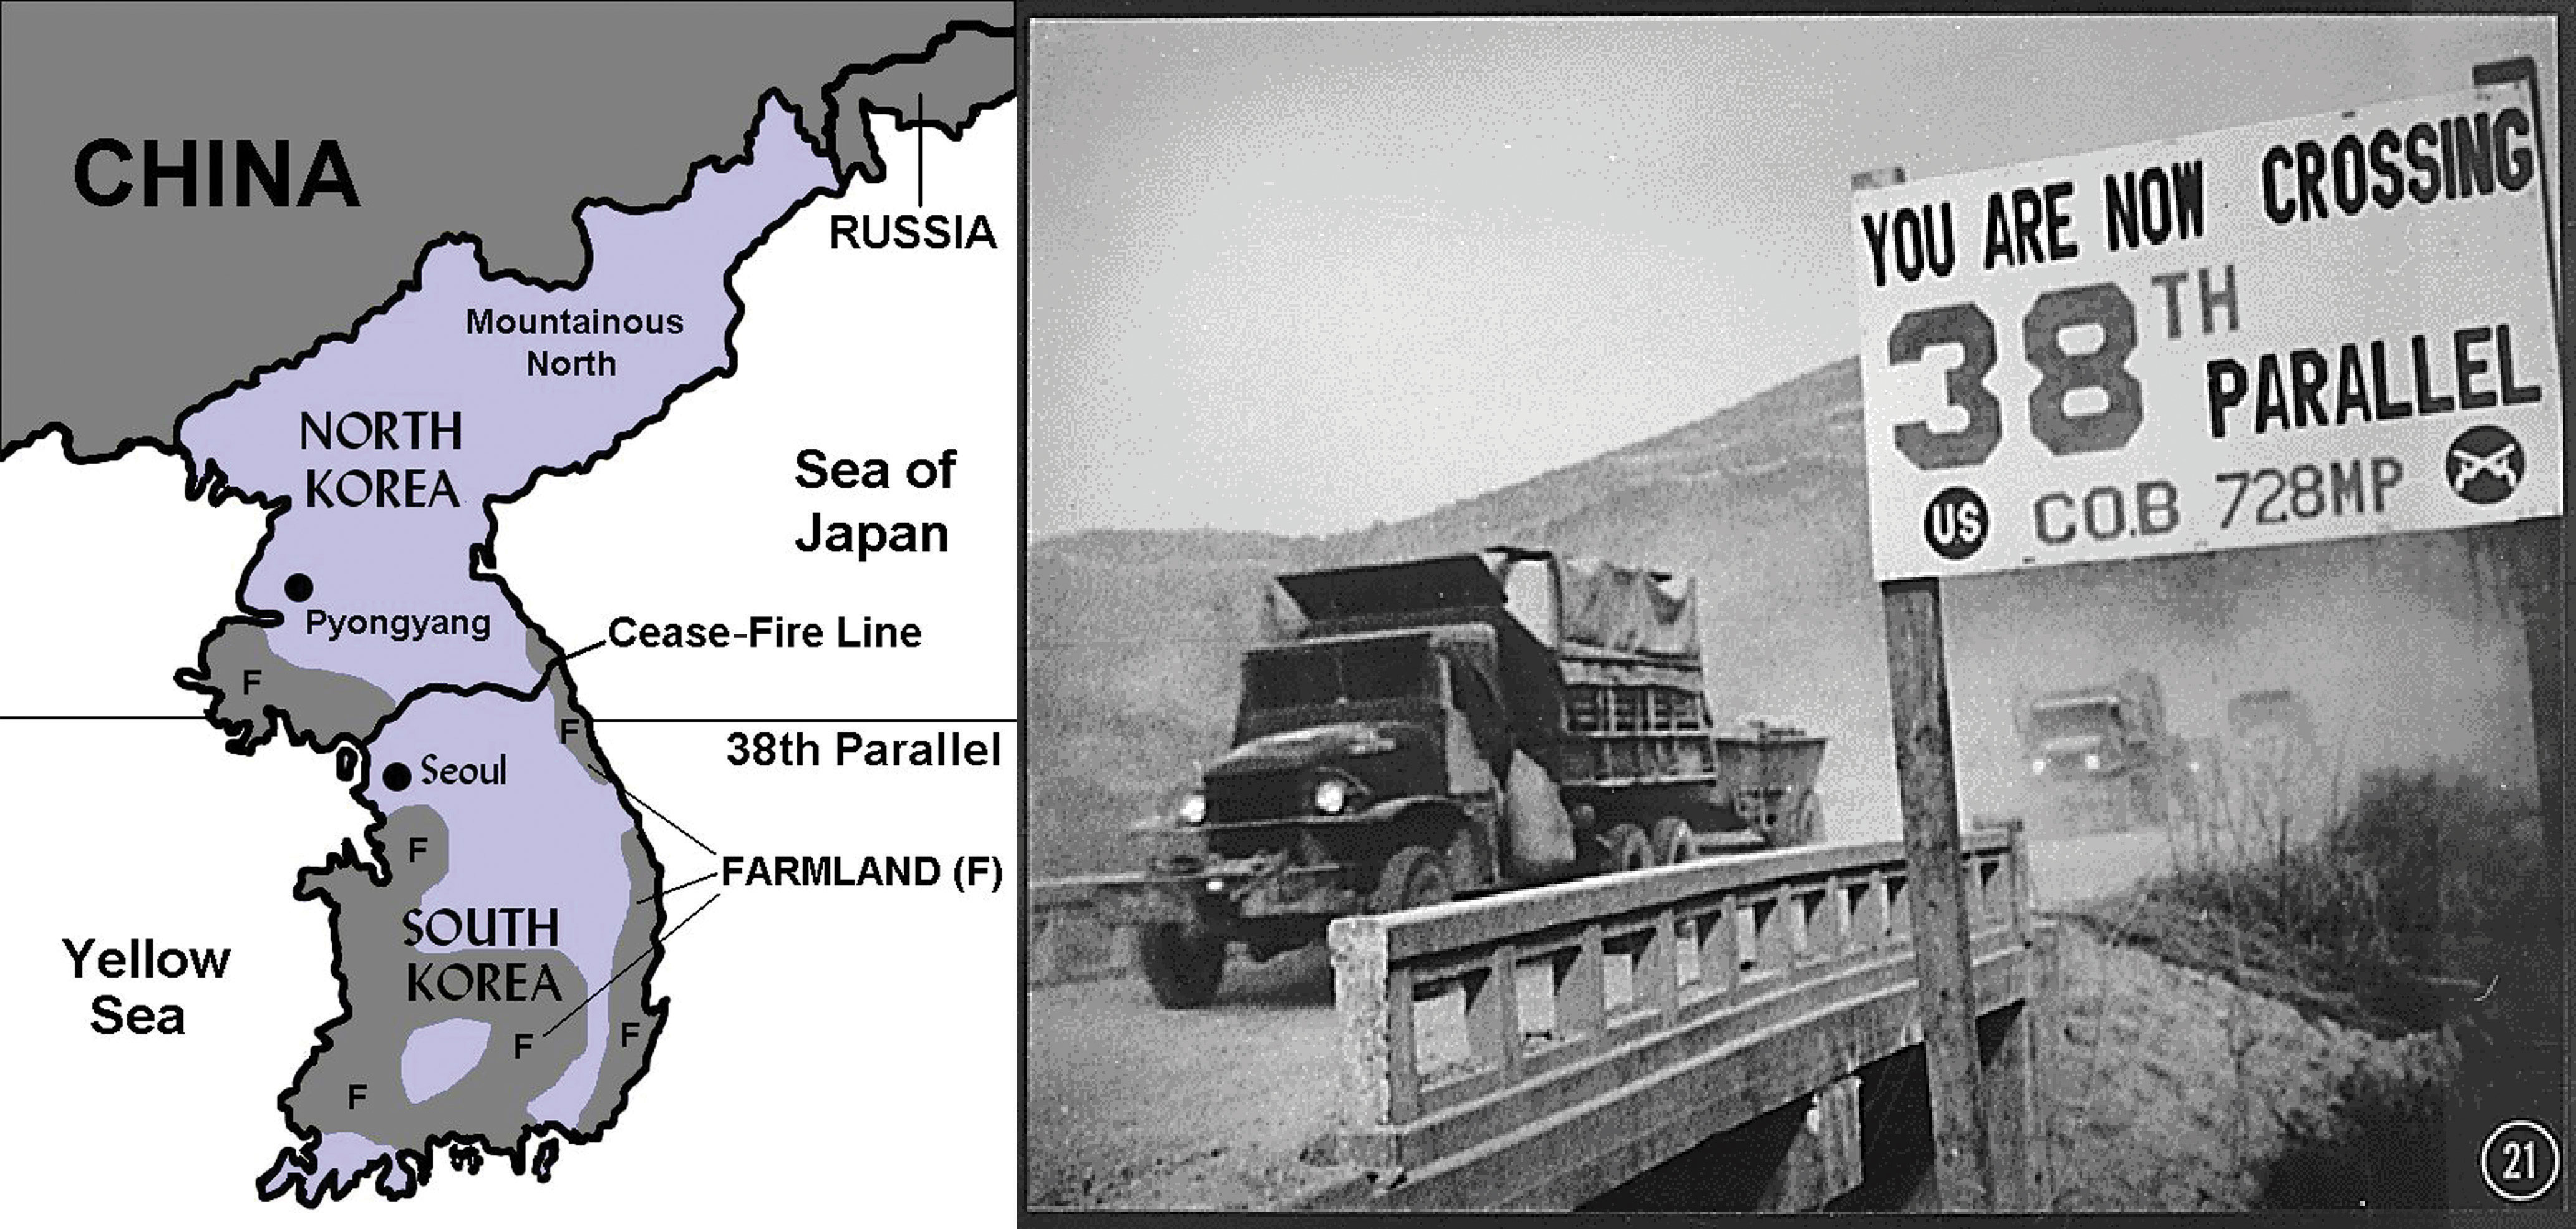 CHINA
RUSSIA
Mountainous
North
NORTH
KOREA
Sea of
Japan
Pyongyang
Cease-Fire Line
F
F
38th Parallel
Seoul
F
FARMLAND (F)
SOUTH
KOREA
Yellow
Sea
F
F
F
YOU ARE NOW CROSSING
38TH
PARALLEL
US CO.B 728MP
21